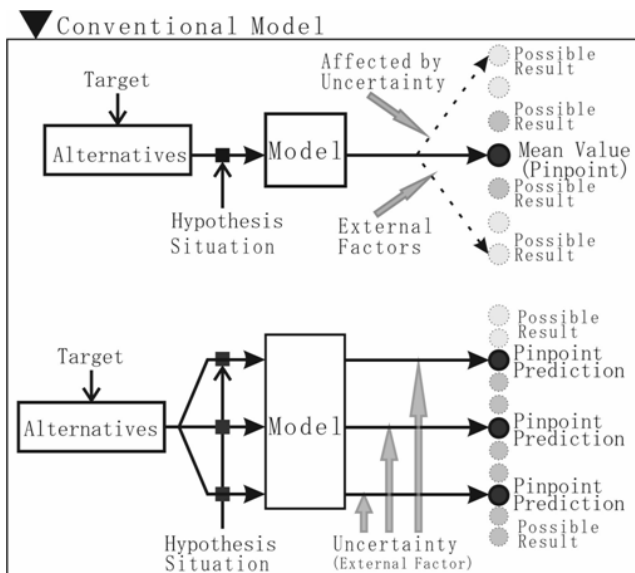 Conventional Model
Target
Alternatives
Hypothesis
Situation
Model
Affected by
Uncertainty
External
Factors
Possible
Result
Possible
Result
Mean Value
(Pinpoint)
Possible
Result
Possible
Result
Target
Alternatives
Hypothesis
Situation
Model
Uncertainty
(External Factor)
Possible
Result
Pinpoint
Prediction
Pinpoint
Prediction
Pinpoint
Prediction
Possible
Result